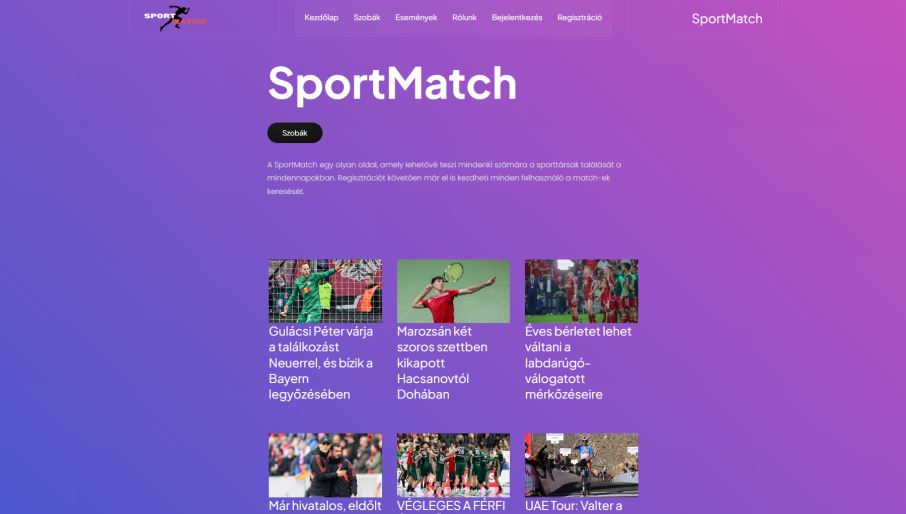 SPORT
MATCH
Kezdőlap Szobák Események Rólunk Bejelentkezés Regisztráció
SportMatch
SportMatch
Szobák
A SportMatch egy olyan oldal, amely lehetővé teszi mindenki számára a sporttársak találását a
mindennapokban. Regisztrációt követően már el is kezdheti minden felhasználó a match-ek
keresését.
Gulácsi Péter várja
a találkozást
Neuerrel, és bízik a
Bayern
legyőzésében
Marozsán két
szoros szettben
kikapott
Hacsanovtól
Dohában
Éves bérletet lehet
váltani a
labdarúgó-
válogatott
mérkőzéseire
Már hivatalos, eldőlt
VÉGLEGES A FÉRFI
UAE Tour: Valter a